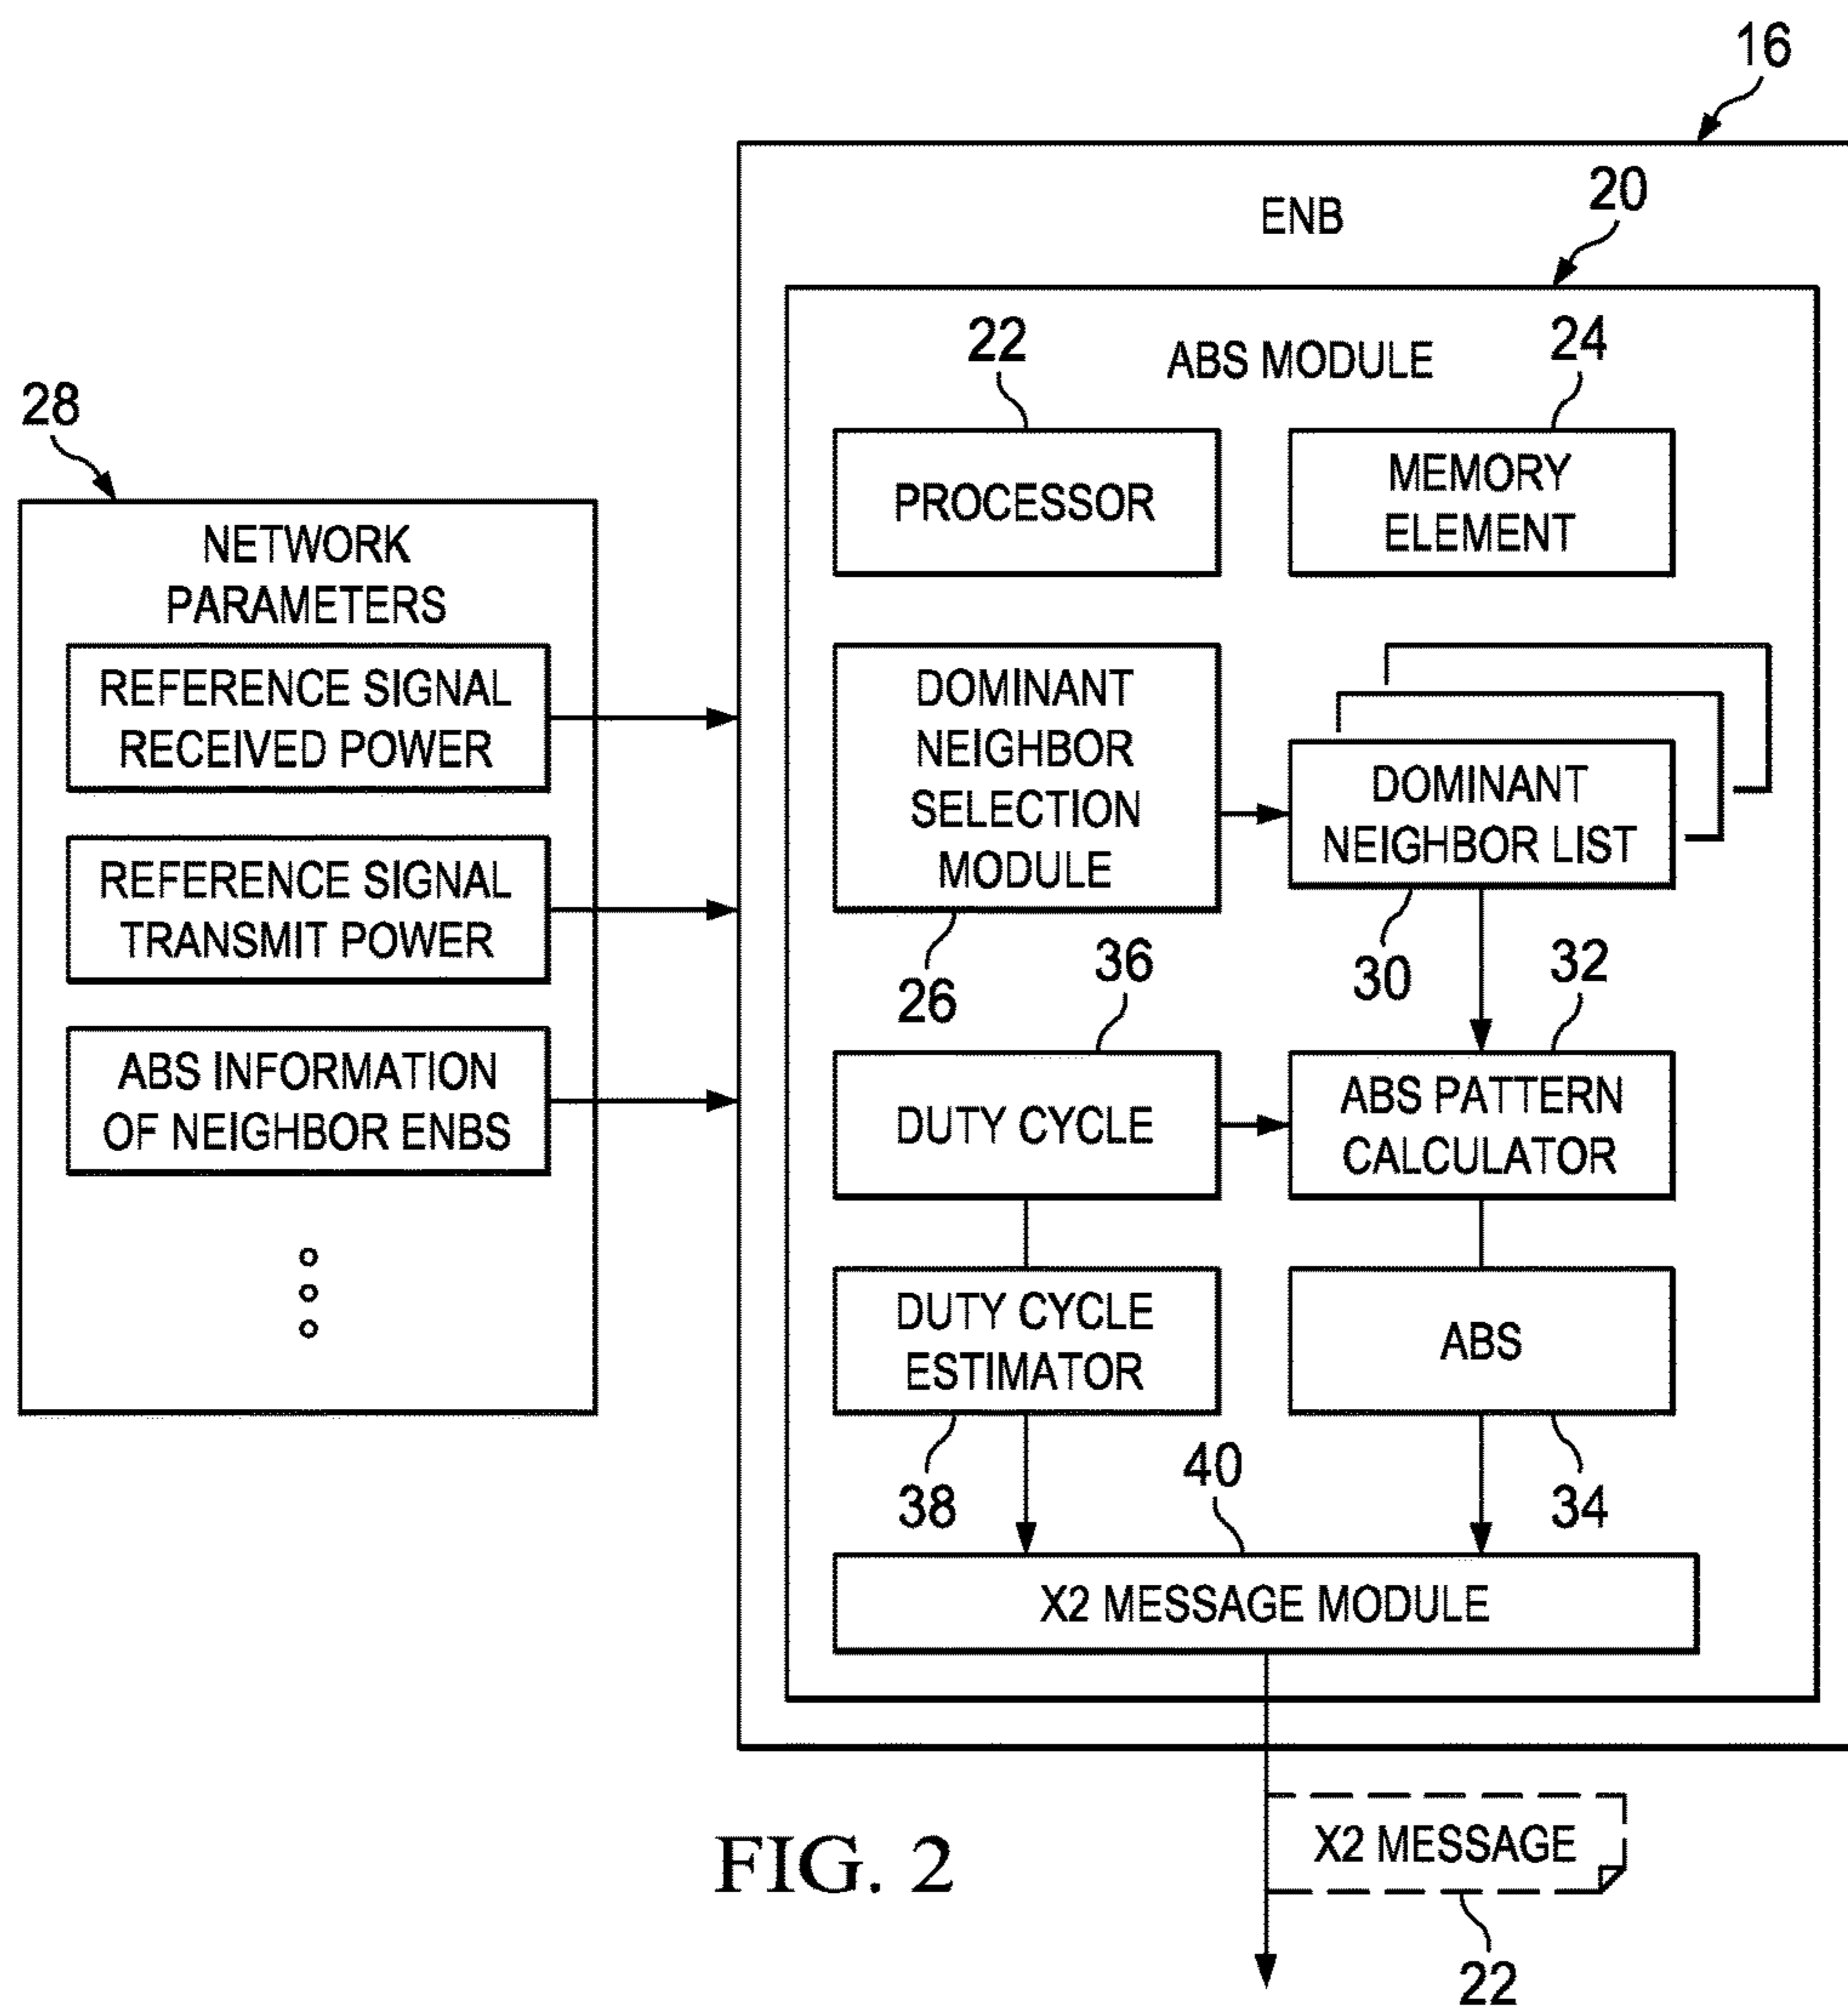 16
ENB
20
ABS MODULE
22
24
PROCESSOR
MEMORY
ELEMENT
28
NETWORK
PARAMETERS
REFERENCE SIGNAL
RECEIVED POWER
REFERENCE SIGNAL
TRANSMIT POWER
ABS INFORMATION
OF NEIGHBOR ENBS
DOMINANT
NEIGHBOR
SELECTION
MODULE
26
DOMINANT
NEIGHBOR LIST
30
36
32
DUTY CYCLE
ABS PATTERN
CALCULATOR
DUTY CYCLE
ESTIMATOR
38
ABS
34
40
X2 MESSAGE MODULE
X2 MESSAGE
22
FIG. 2